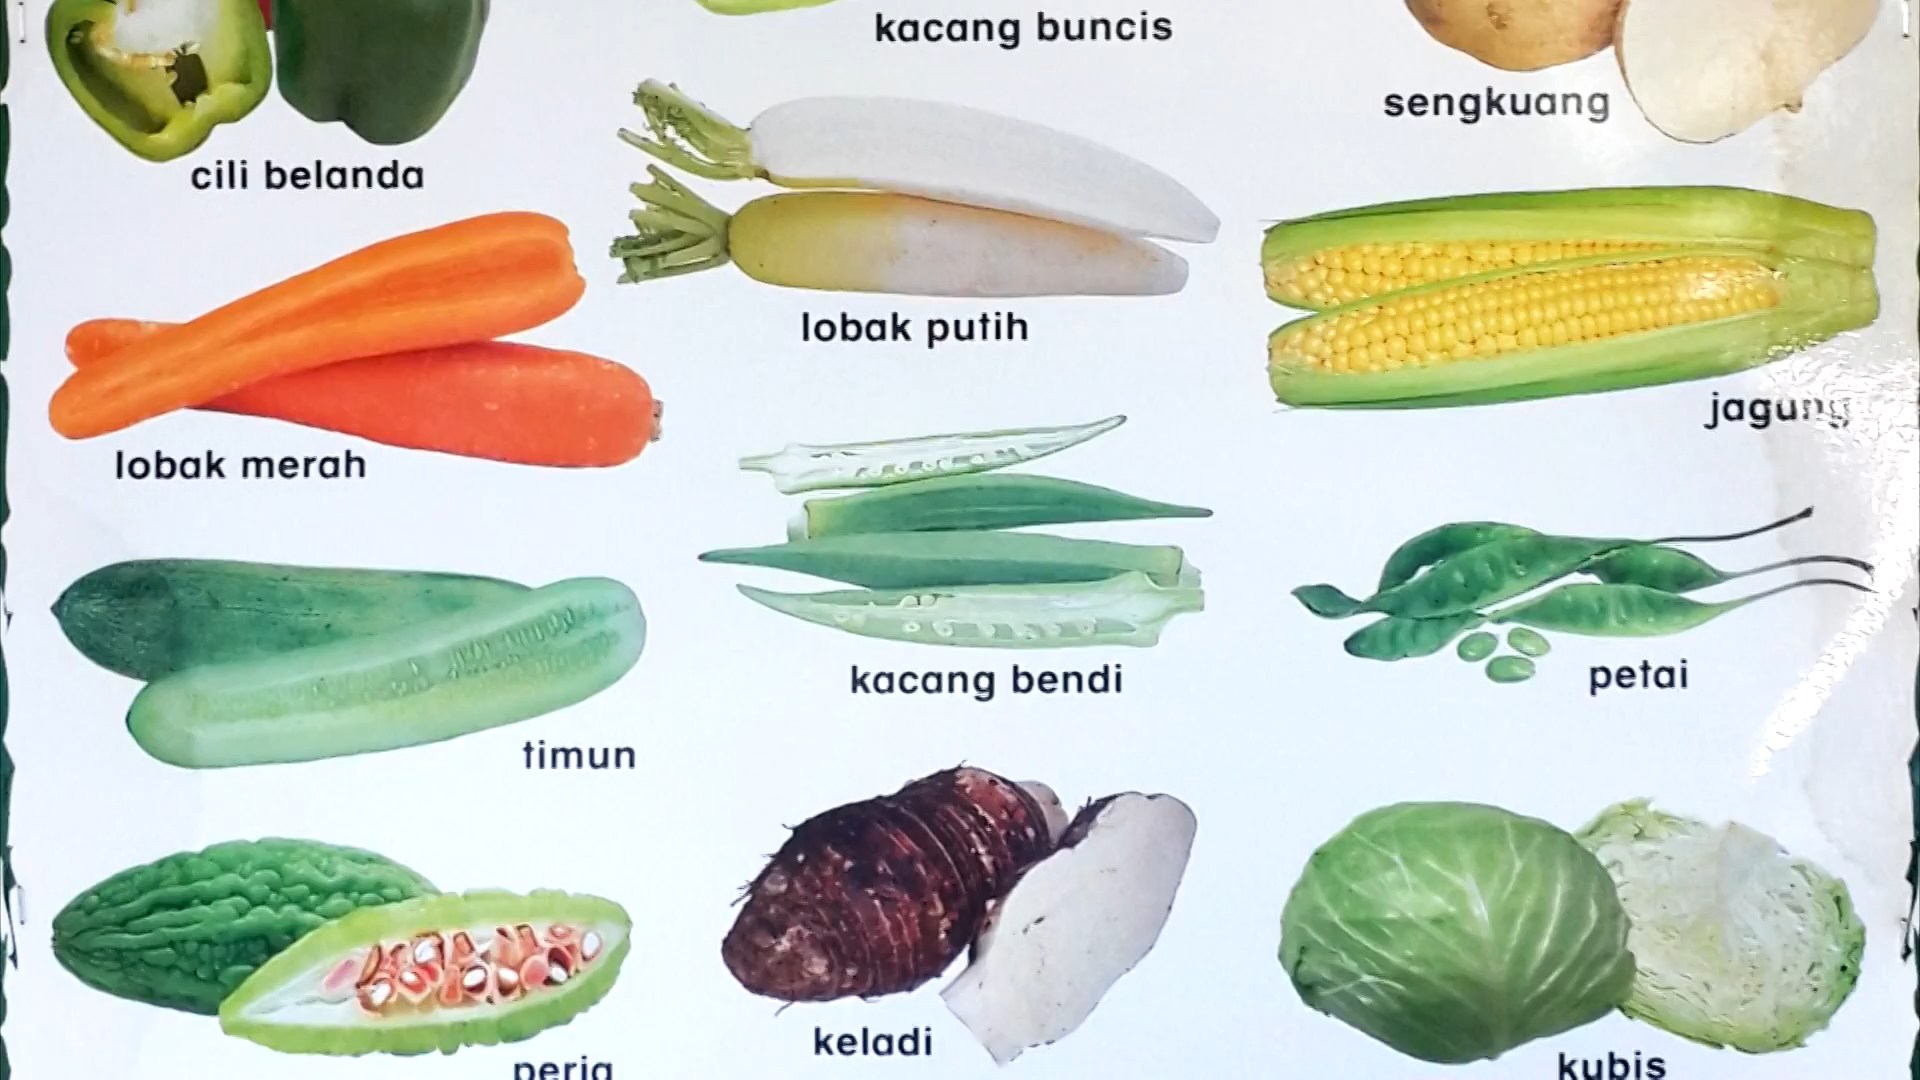 kacang buncis
sengkuang
cili belanda
lobak putih
jagung
lobak merah
kacang bendi
petai
timun
keladi
peria
kubis